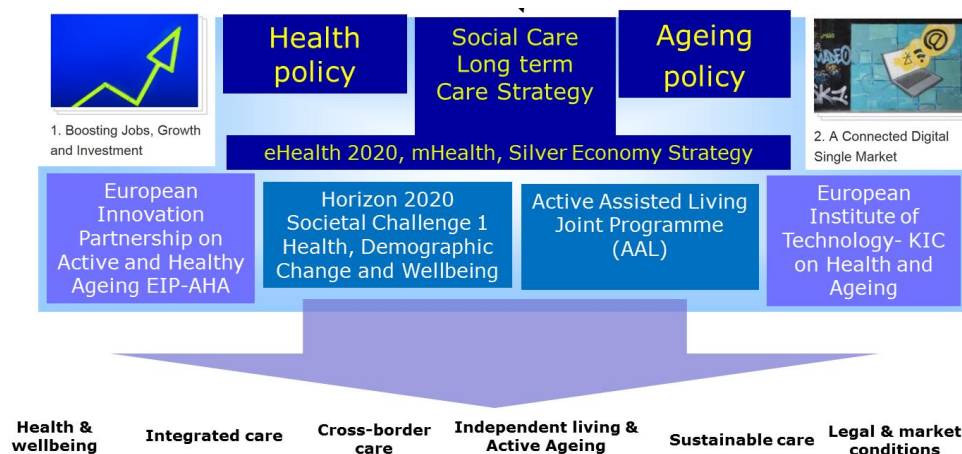 Health
policy
Social Care
Long term
Care Strategy
Ageing
policy
1. Boosting Jobs, Growth
and Investment
2. A Connected Digital
Single Market
eHealth 2020, mHealth, Silver Economy Strategy
European
Innovation
Partnership on
Active and Healthy
Ageing EIP-AHA
Horizon 2020
Societal Challenge 1
Health, Demographic
Change and Wellbeing
Active Assisted Living
Joint Programme
(AAL)
European
Institute of
Technology- KIC
on Health and
Ageing
Health &
wellbeing
Integrated care
Cross-border
care
Independent living &
Active Ageing
Sustainable care
Legal & market
conditions